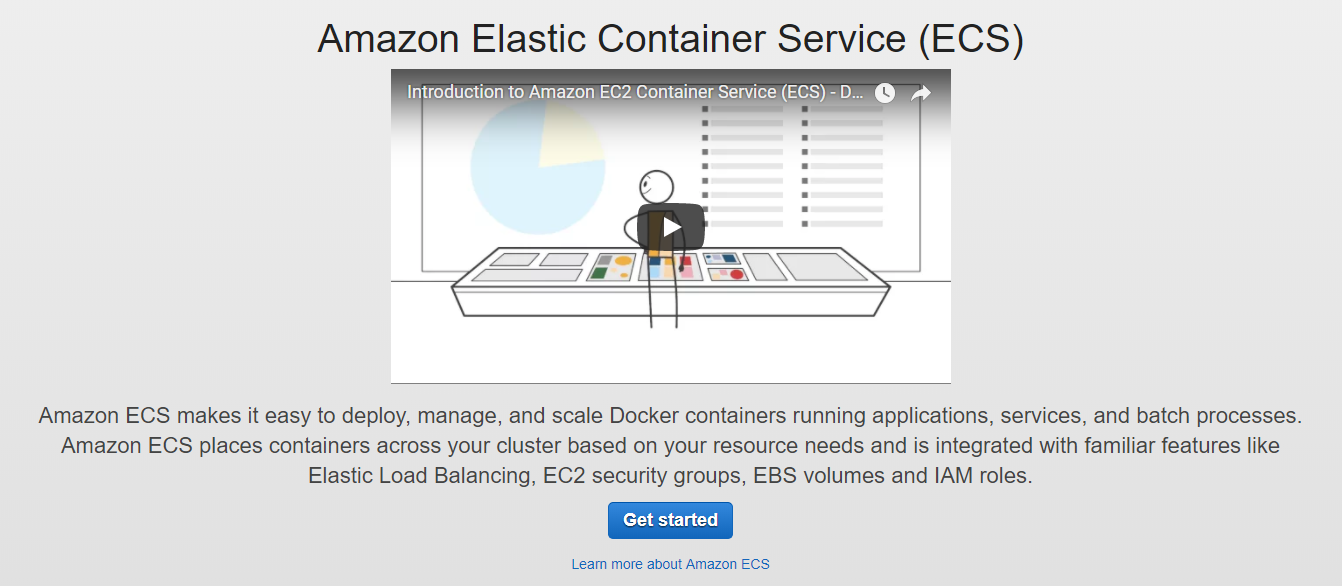 Amazon Elastic Container Service (ECS)
Introduction to Amazon EC2 Container Service (ECS) - D...
Amazon ECS makes it easy to deploy, manage, and scale Docker containers running applications, services, and batch processes.
Amazon ECS places containers across your cluster based on your resource needs and is integrated with familiar features like
Elastic Load Balancing, EC2 security groups, EBS volumes and IAM roles.
Get started
Learn more about Amazon ECS